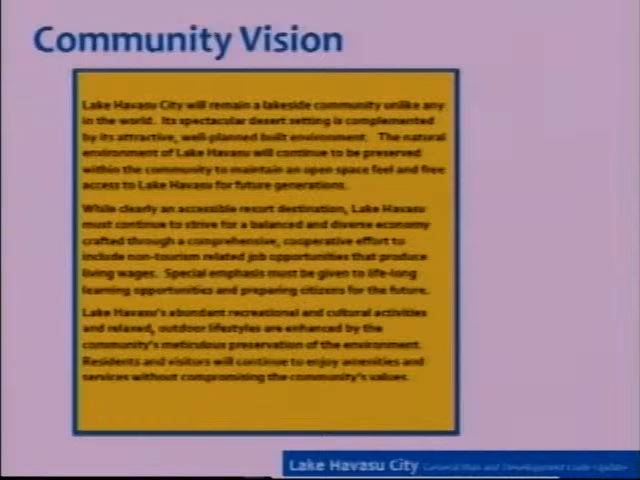 Community Vision
Lake Havasu City will remain a lakeside community unlike any
in the world. Its spectacular desert setting is complemented
by its attractive, well-planned built environment. The natural
environment of Lake Havasu will continue to be preserved
within the community to maintain an open space feel and free
access to Lake Havasu for future generations.
While clearly an accessible resort destination, Lake Havasu
must continue to strive for a balanced and diverse economy
crafted through a comprehensive, cooperative effort to
include non-tourism related job opportunities that produce
living wages. Special emphasis must be given to life-long
learning opportunities and preparing citizens for the future.
Lake Havasu's abundant recreational and cultural activities
and relaxed, outdoor lifestyles are enhanced by the
community's meticulous preservation of the environment.
Residents and visitors will continue to enjoy amenities and
services without compromising the community's values.
Lake Havasu City General Plan and Development Code Update